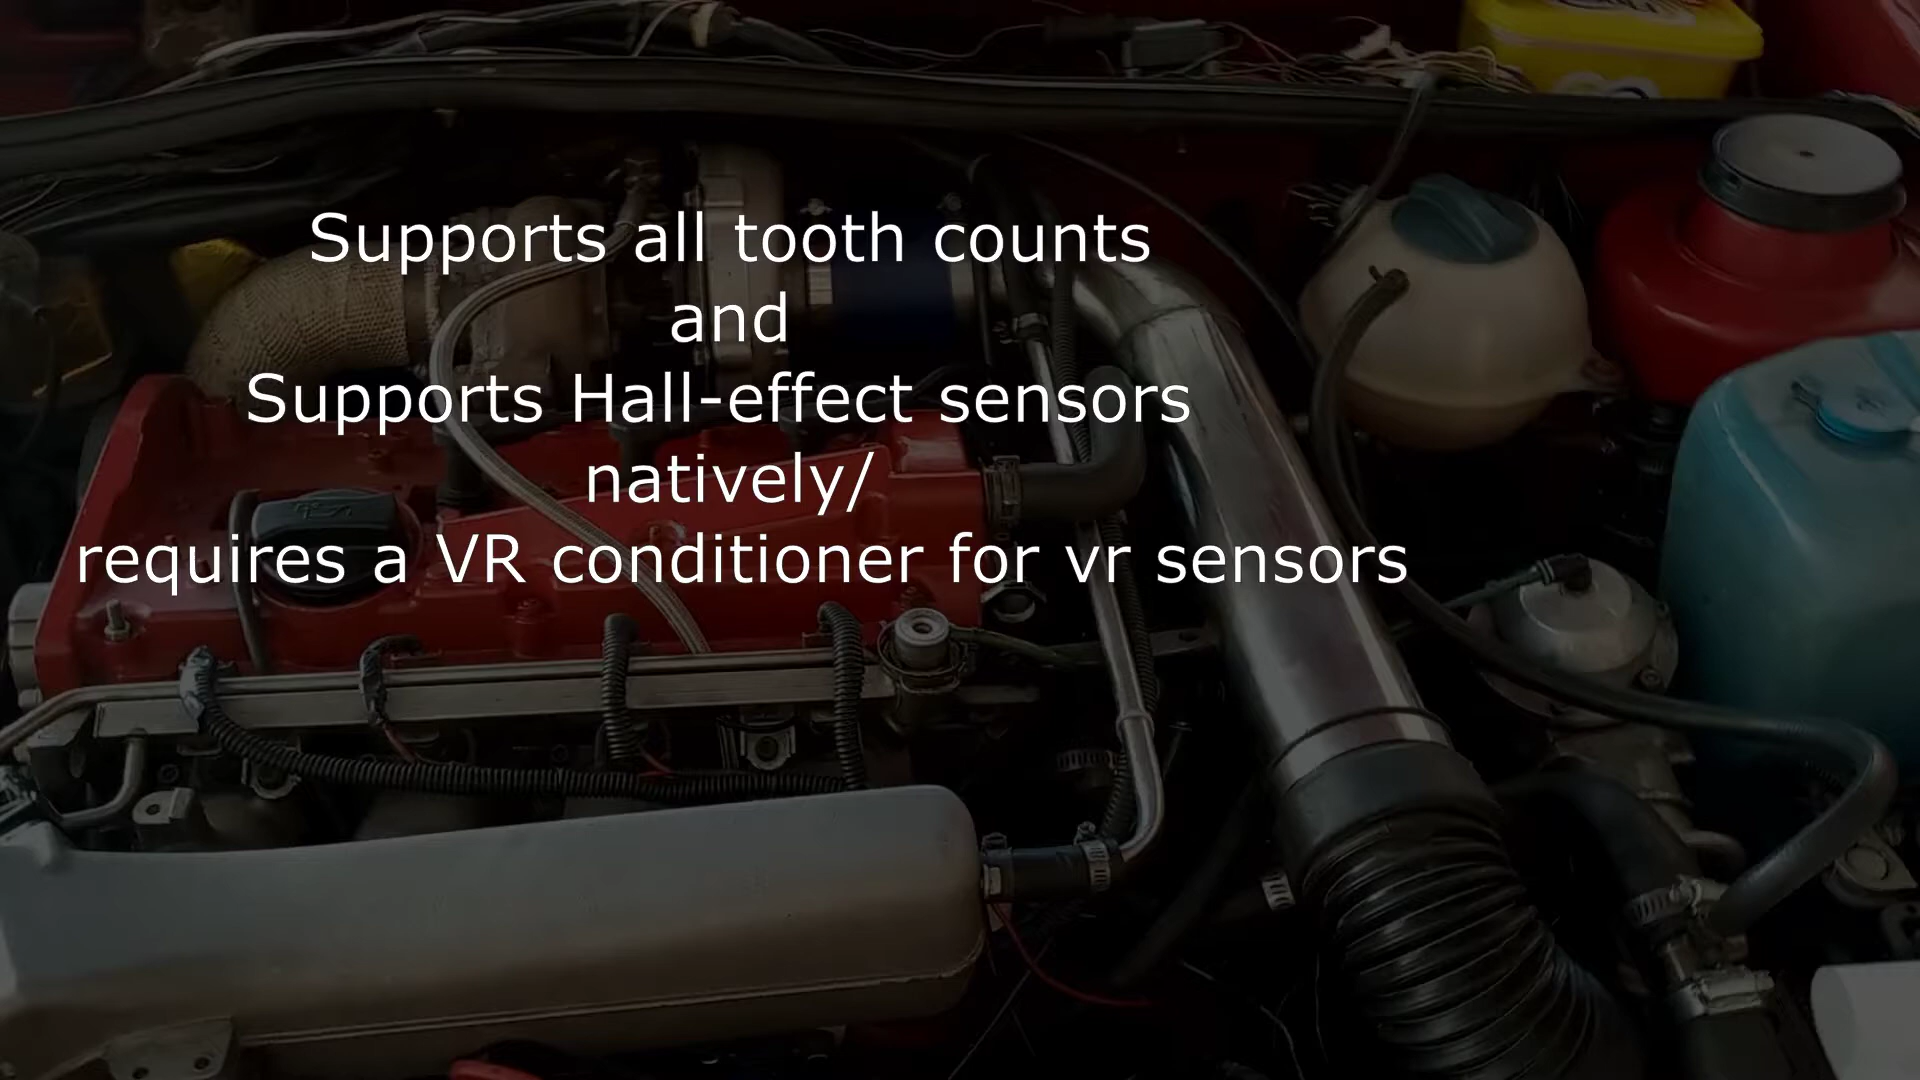 Supports all tooth counts
and
Supports Hall-effect sensors
natively/
requires a VR conditioner for vr sensors